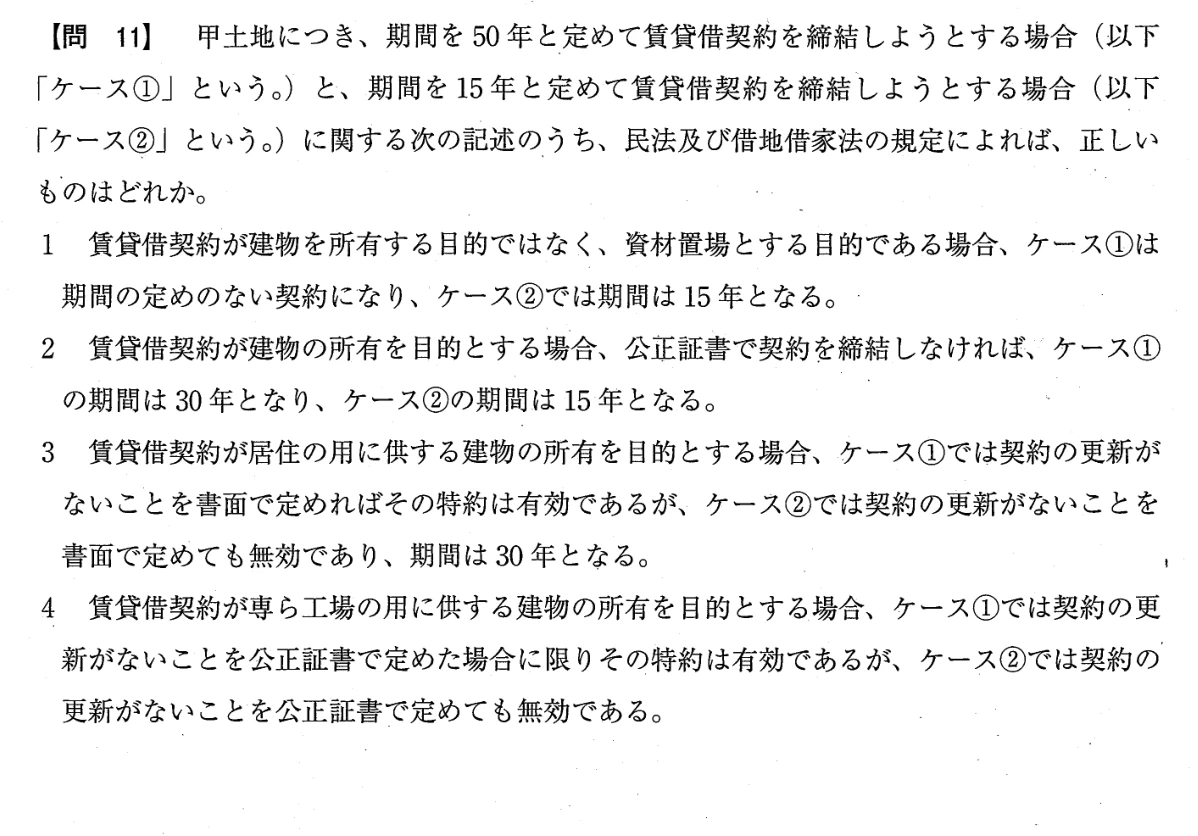 【問 11】 甲土地につき、期間を 50 年と定めて賃貸借契約を締結しようとする場合（以下
「ケース①」という。）と、期間を 15 年と定めて賃貸借契約を締結しようとする場合（以下
「ケース②」という。）に関する次の記述のうち、民法及び借地借家法の規定によれば、正しい
ものはどれか。
1 賃貸借契約が建物を所有する目的ではなく、資材置場とする目的である場合、ケース①は
期間の定めのない契約になり、ケース②では期間は 15 年となる。
2 賃貸借契約が建物の所有を目的とする場合、公正証書で契約を締結しなければ、ケース①
の期間は 30 年となり、ケース②の期間は 15 年となる。
3 賃貸借契約が居住の用に供する建物の所有を目的とする場合、ケース①では契約の更新が
ないことを書面で定めればその特約は有効であるが、ケース②では契約の更新がないことを
書面で定めても無効であり、期間は 30 年となる。
4 賃貸借契約が専ら工場の用に供する建物の所有を目的とする場合、ケース①では契約の更
新がないことを公正証書で定めた場合に限りその特約は有効であるが、ケース②では契約の
更新がないことを公正証書で定めても無効である。